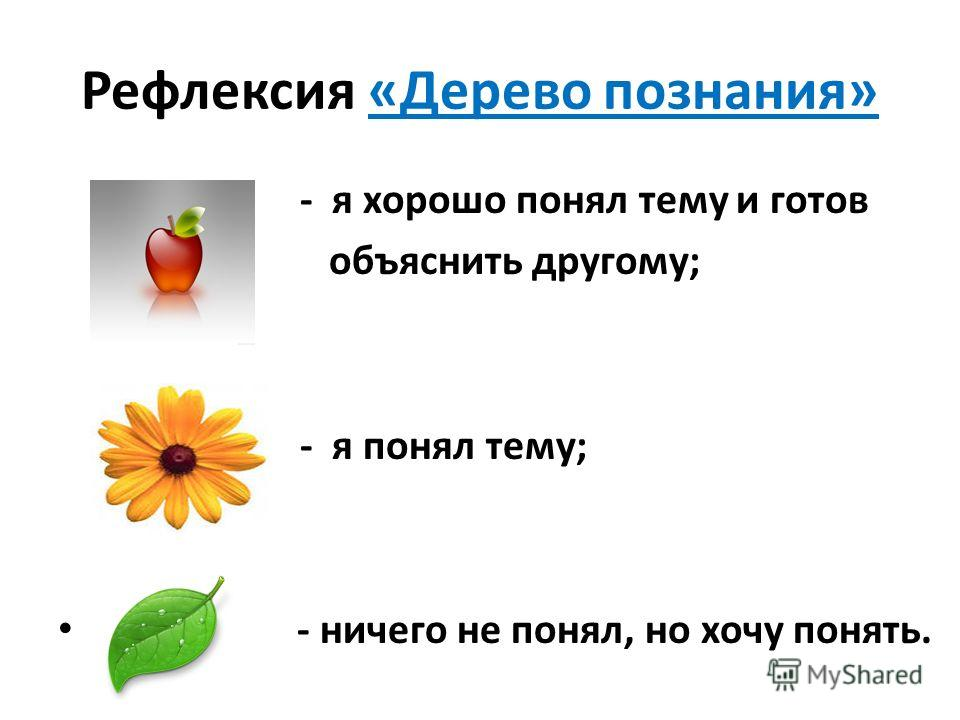 Рефлексия «Дерево познания»
- я хорошо понял тему и готов
объяснить другому;
- я понял тему;
• - ничего не понял, но хочу понять.
MyShared